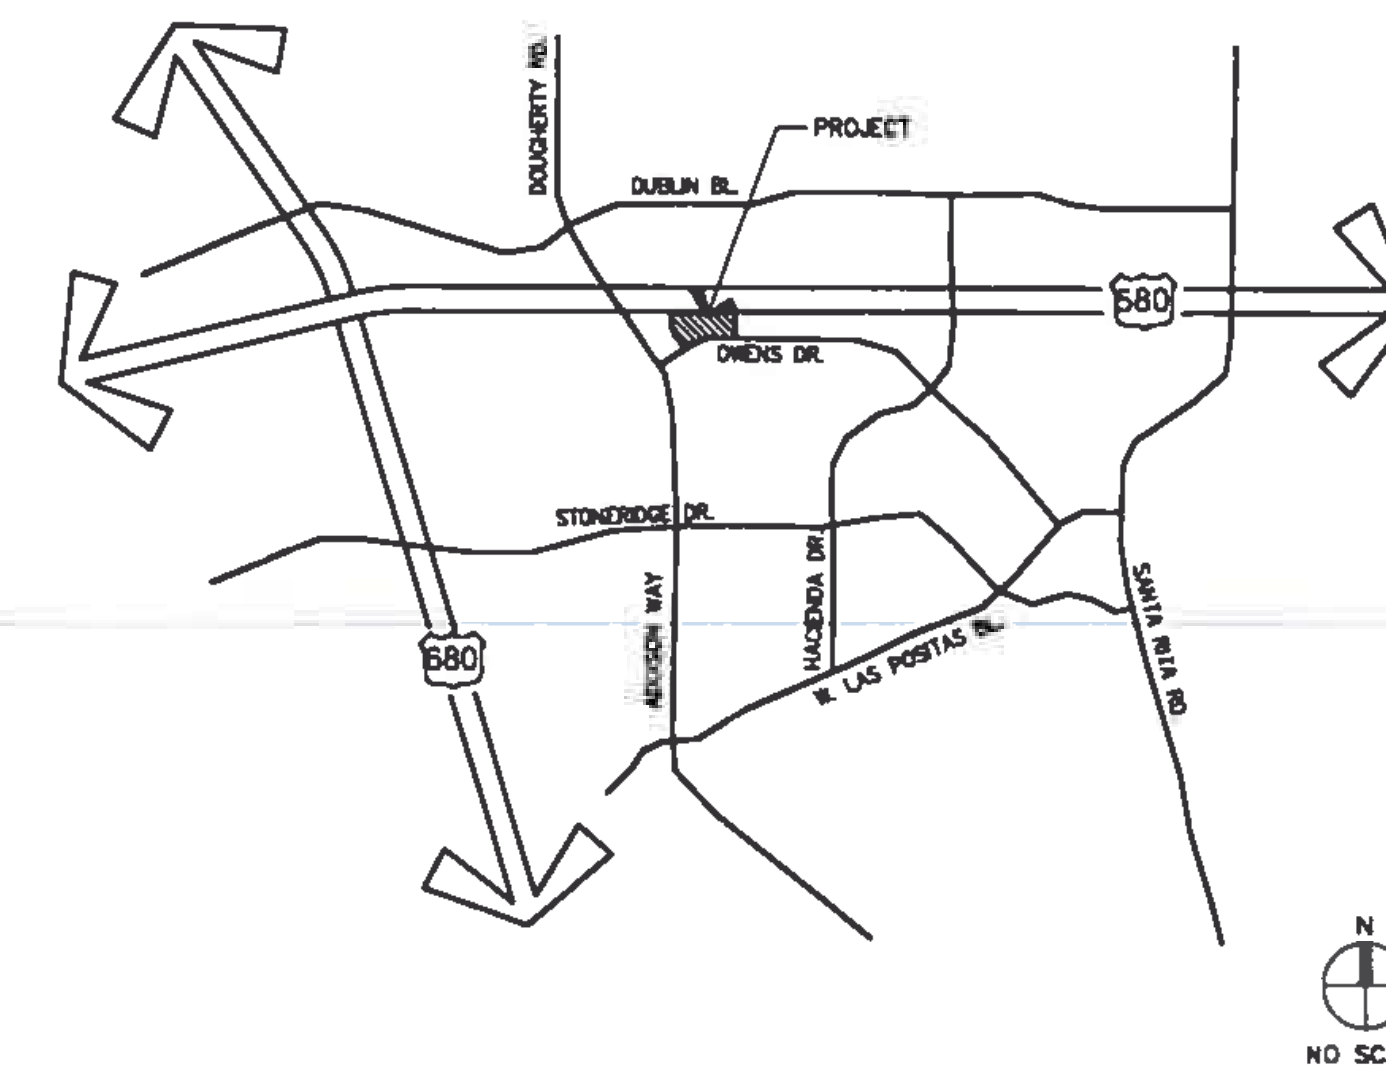 DOUGHERTY RD.
PROJECT
DUBLIN BL.
580
OWENS DR.
STONERIDGE DR.
HACIENDA DR.
WAY
SANTA RITA RD
680
W. LAS POSITAS BL.
N
NO SC